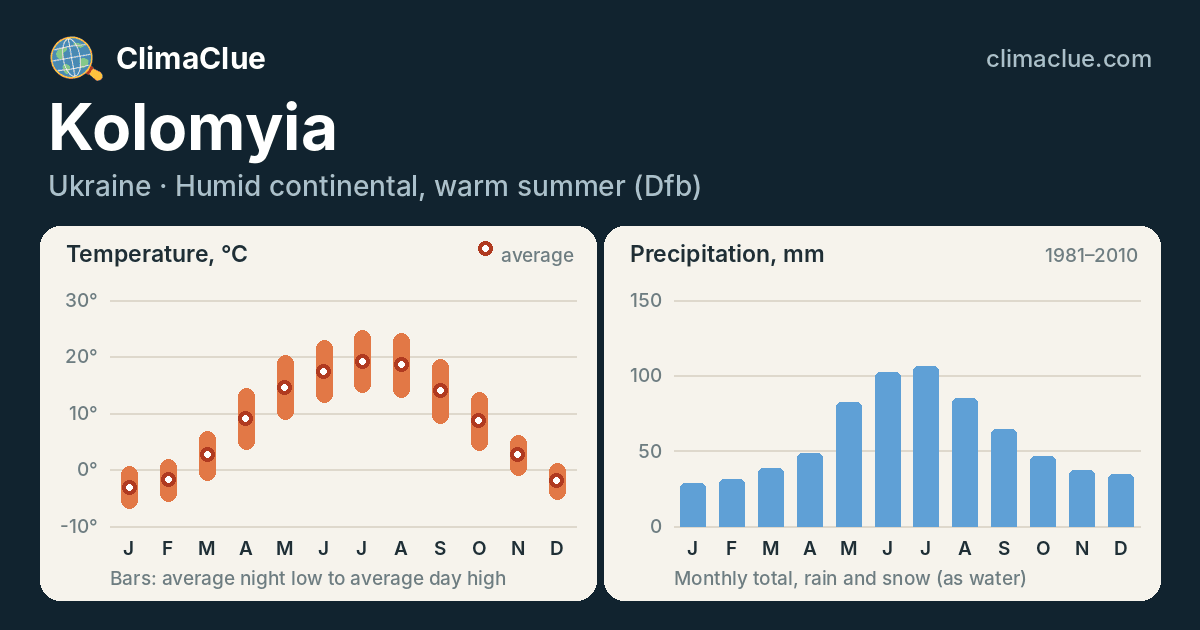 ClimaClue
climaclue.com
Kolomyia
Ukraine · Humid continental, warm summer (Dfb)
Temperature, °C
average
30°
20°
10°
0°
-10°
J F M A M J J A S O N D
Bars: average night low to average day high
Precipitation, mm
1981–2010
150
100
50
0
J F M A M J J A S O N D
Monthly total, rain and snow (as water)